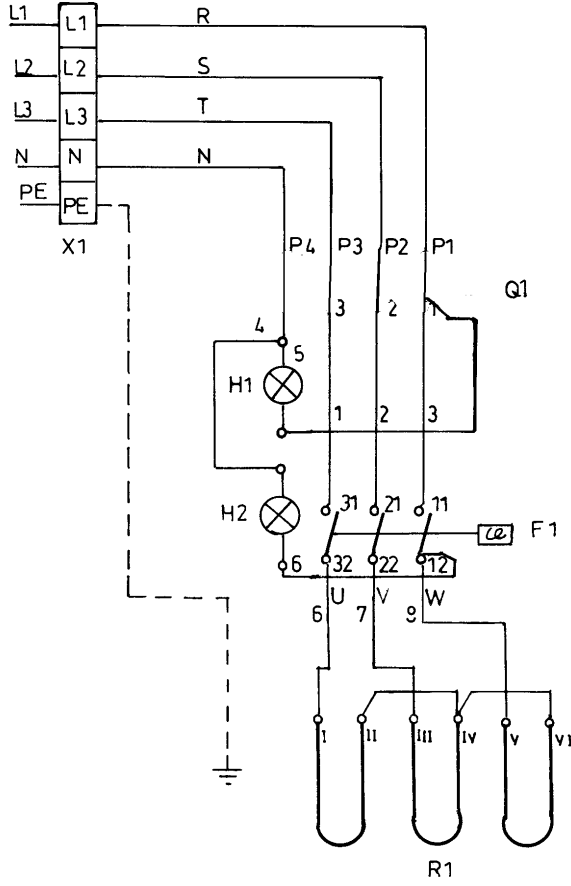 L1 L1 R
L2 L2 S
L3 L3 T
N N N
PE PE
X1
P4 P3 P2 P1
Q1
3 2 1
4
5
H1
1 2 3
31 21 11
H2
F1
6 32 22 12
U V W
6 7 8
I II III IV V VI
R1